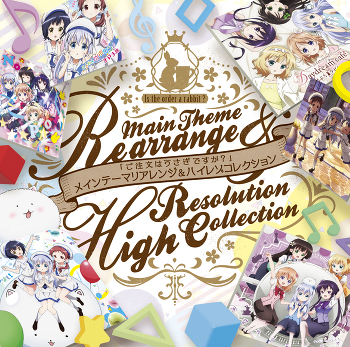 Is the order a rabbit?
Main Theme
Rearrange &
「ご注文はうさぎですか?」
メインテーマリアレンジ&ハイレゾコレクション
High Resolution
Collection